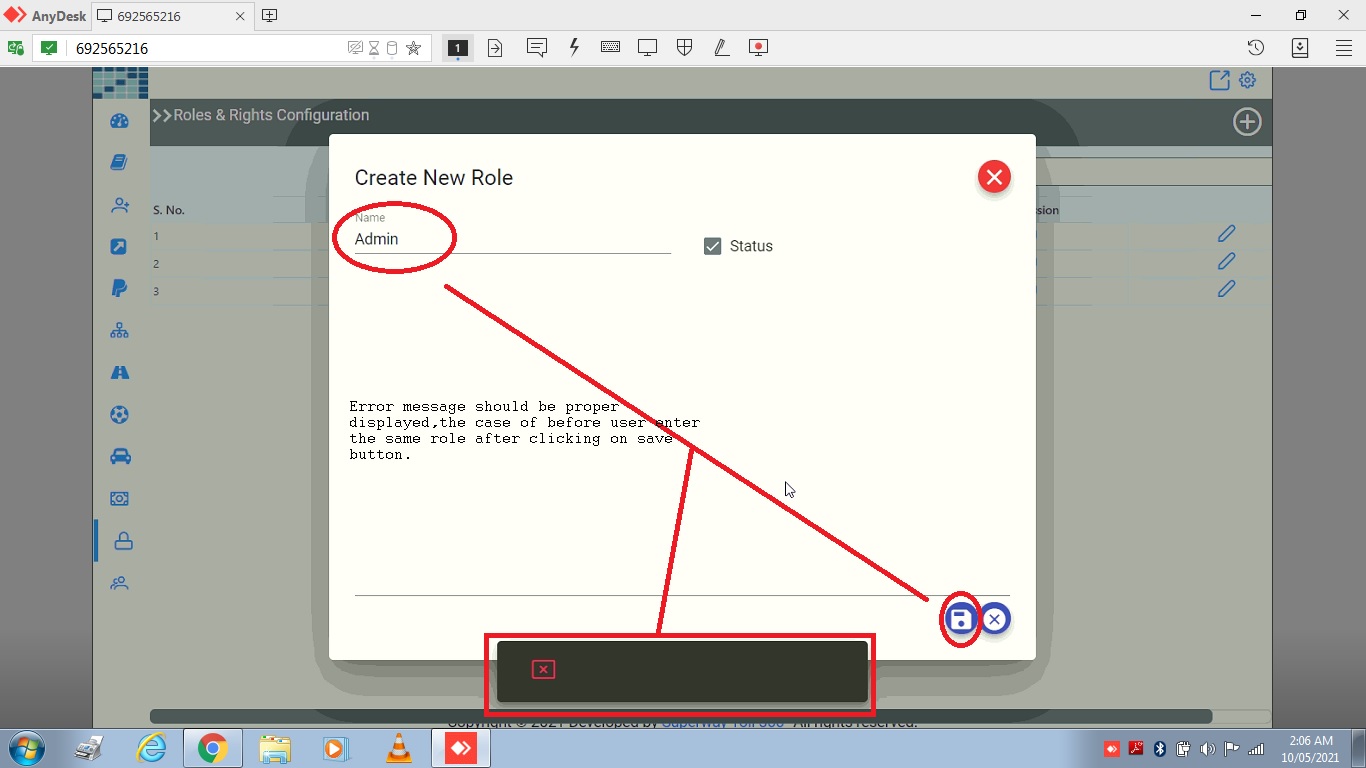 AnyDesk
692565216
692565216
1
Roles & Rights Configuration
Create New Role
Name
Admin
Status
S. No.
sion
1
2
3
Error message should be proper
displayed,the case of before user enter
the same role after clicking on save
button.
Copyright © 2021 Developed by
All rights reserved.
2:06 AM
10/05/2021